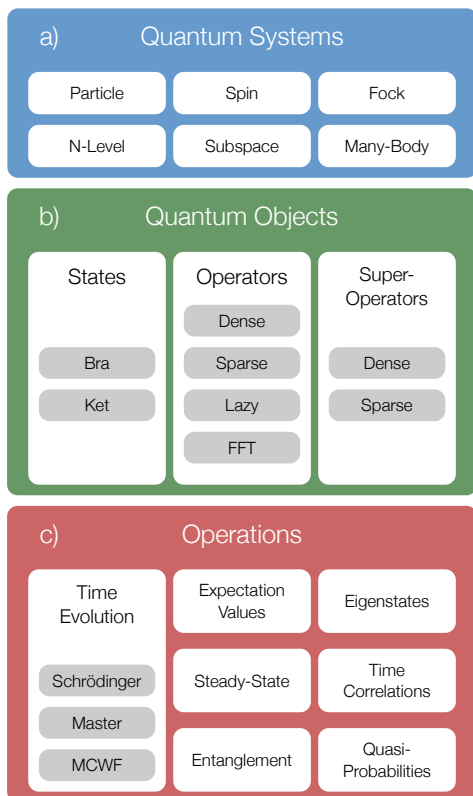 a) Quantum Systems
Particle
Spin
Fock
N-Level
Subspace
Many-Body
b) Quantum Objects
States
Bra
Ket
Operators
Dense
Sparse
Lazy
FFT
Super-
Operators
Dense
Sparse
c) Operations
Time
Evolution
Schrödinger
Master
MCWF
Expectation
Values
Eigenstates
Steady-State
Time
Correlations
Entanglement
Quasi-
Probabilities